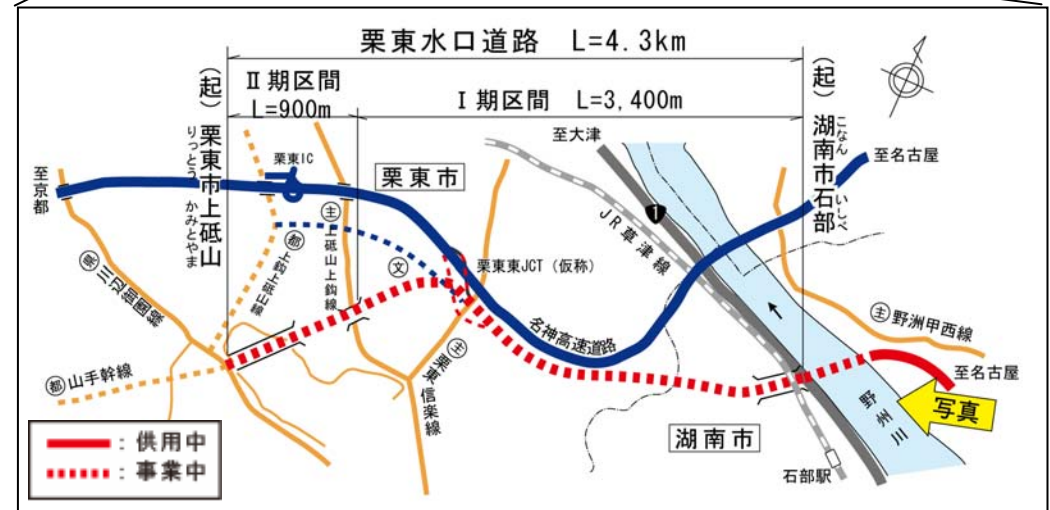 栗東水口道路 L=4.3km
Ⅱ期区間
L=900m
Ⅰ期区間 L=3,400m
(起)
栗東市上砥山
りっとう かみとやま
(起)
湖南市石部
こなん いしべ
至京都
栗東IC
栗東市
至大津
至名古屋
1
JR草津線
主 上砥山上鈎線
都 上鈎上砥山線
文
栗東東JCT(仮称)
県 川辺御園線
名神高速道路
主 野洲甲西線
都 山手幹線
主 栗東信楽線
至名古屋
写真
野州川
湖南市
石部駅
: 供用中
: 事業中